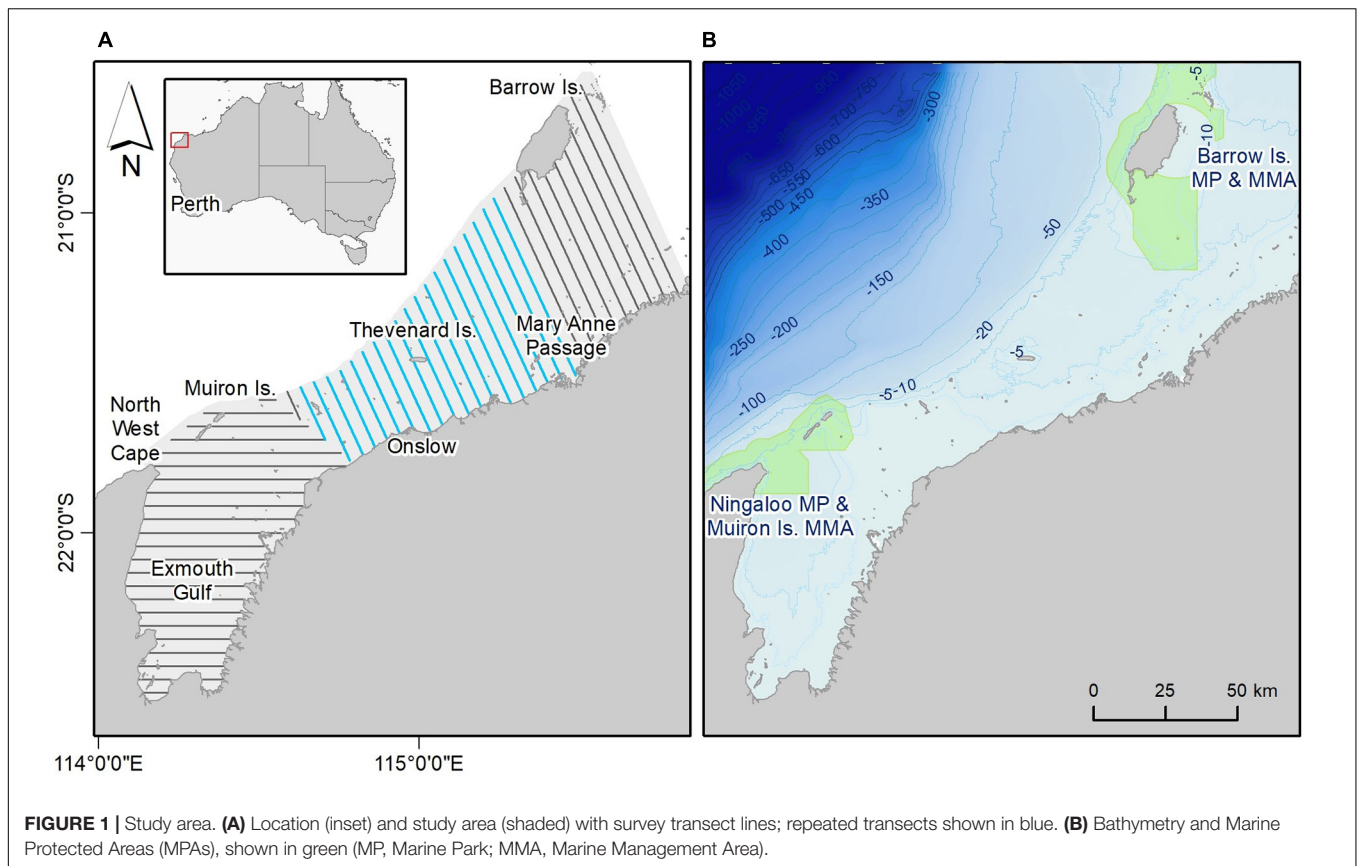 A
B
N
Perth
Barrow Is.
Thevenard Is.
Mary Anne
Passage
Muiron Is.
North
West
Cape
Onslow
Exmouth
Gulf
21°0'0"S
22°0'0"S
114°0'0"E
115°0'0"E
-1050
-1000
-950
-900
-750
-700
-600
-650
-550
-500
-450
-400
-350
-300
-250
-200
-150
-100
-50
-20
-5
-5-10
-5
-10
Barrow Is.
MP & MMA
Ningaloo MP &
Muiron Is. MMA
0 25 50 km
FIGURE 1 | Study area. (A) Location (inset) and study area (shaded) with survey transect lines; repeated transects shown in blue. (B) Bathymetry and Marine
Protected Areas (MPAs), shown in green (MP, Marine Park; MMA, Marine Management Area).